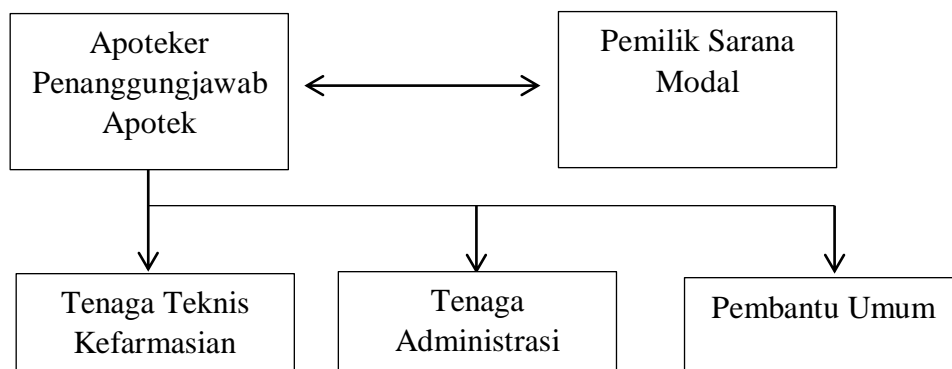 Apoteker
Penanggungjawab
Apotek
Pemilik Sarana
Modal
Tenaga Teknis
Kefarmasian
Tenaga
Administrasi
Pembantu Umum